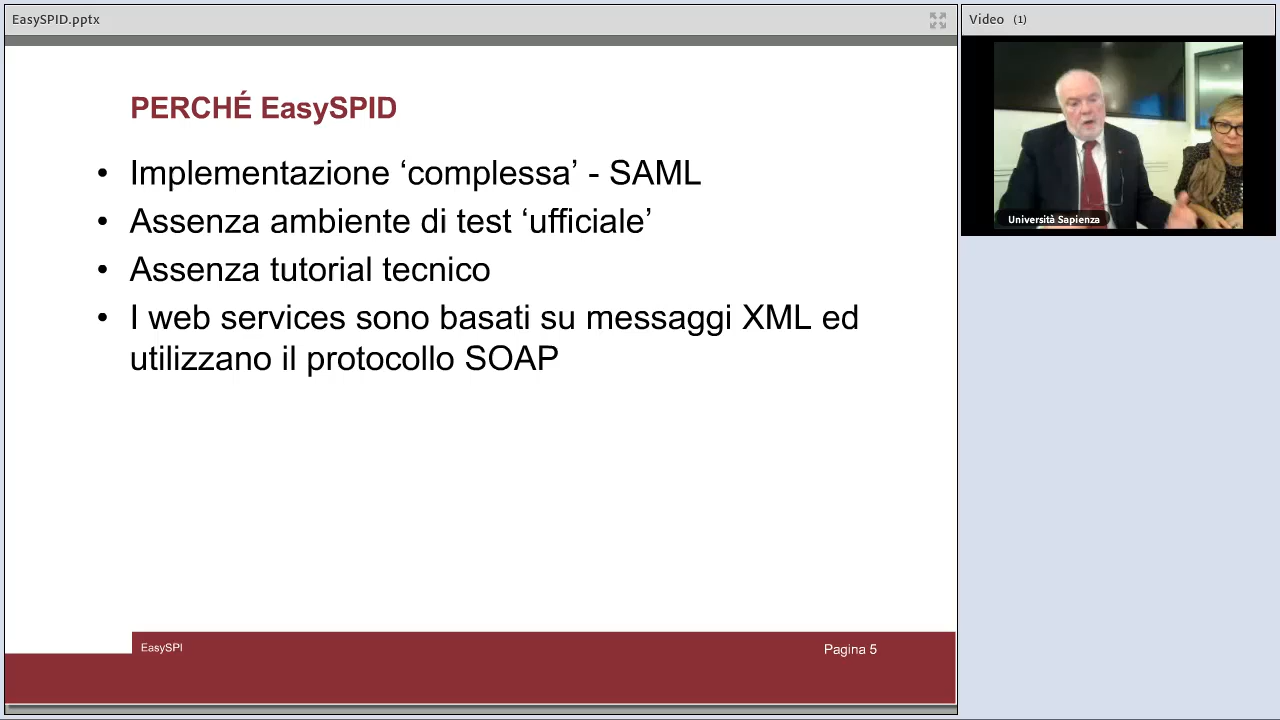 EasySPID.pptx
Video (1)
PERCHÉ EasySPID
• Implementazione ‘complessa’ - SAML
• Assenza ambiente di test ‘ufficiale’
• Assenza tutorial tecnico
• I web services sono basati su messaggi XML ed
utilizzano il protocollo SOAP
Università Sapienza
EasySPI
Pagina 5